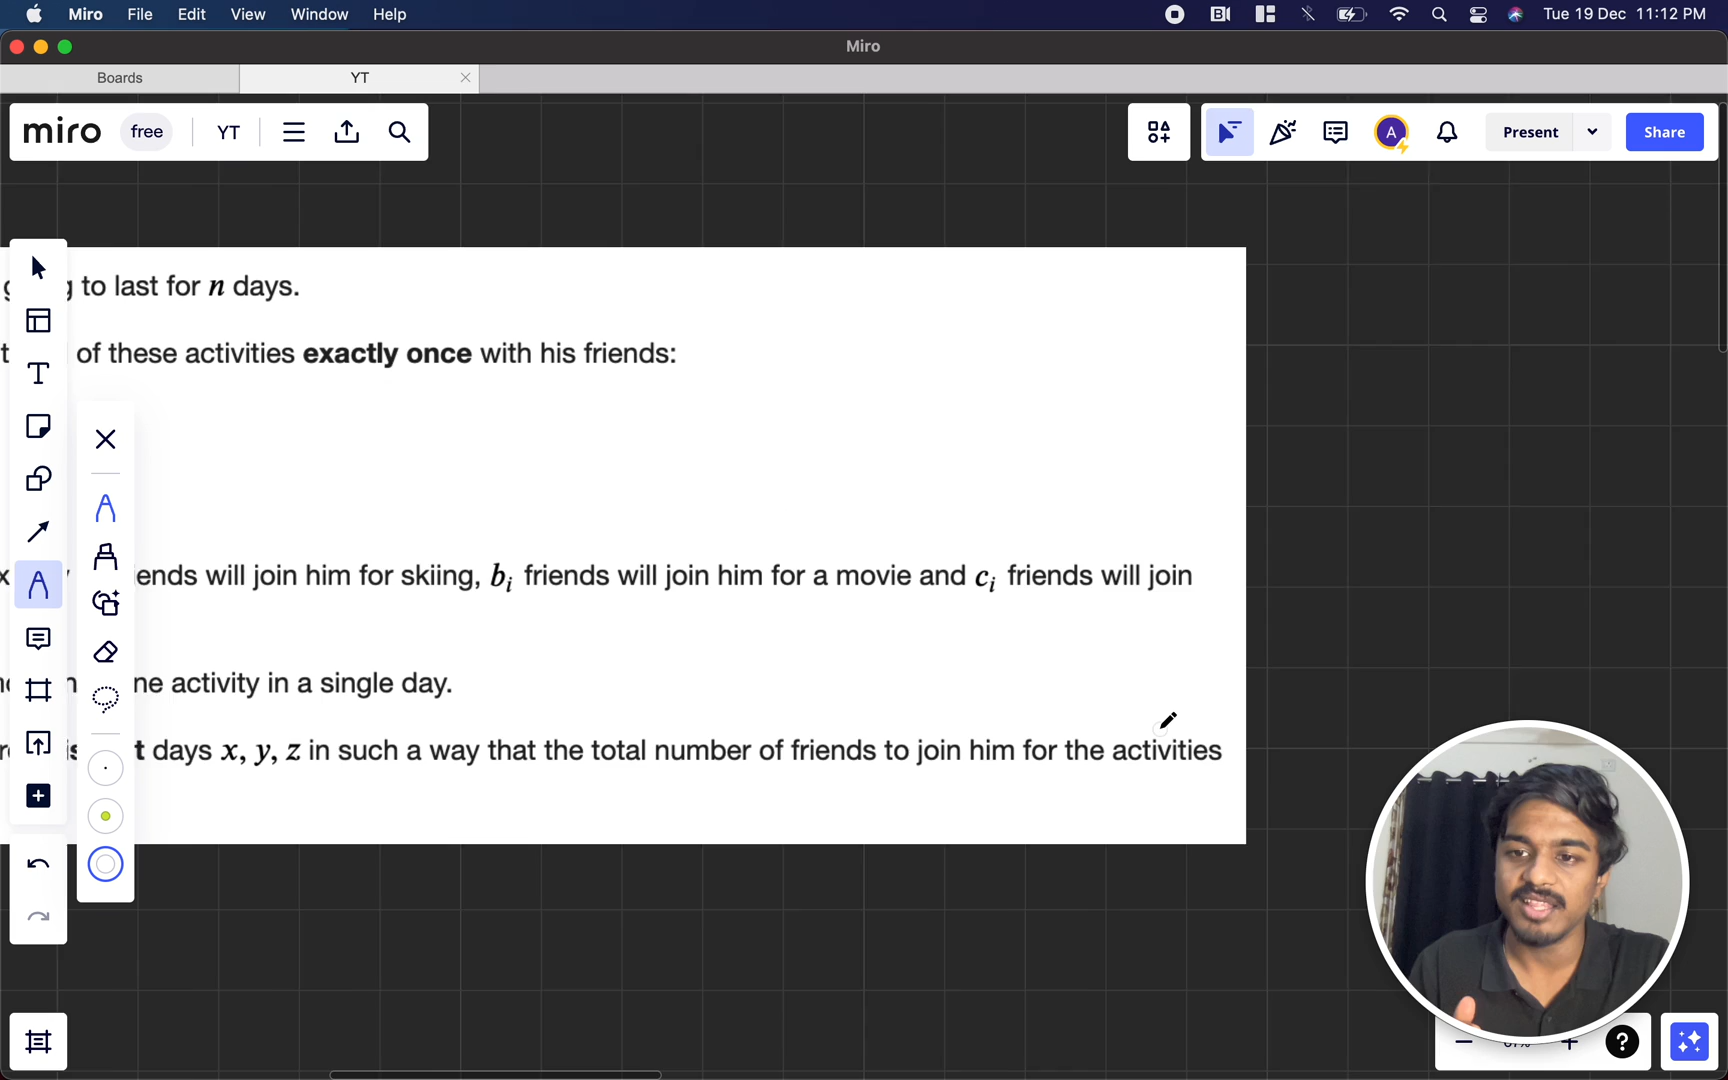 Miro File Edit View Window Help
Tue 19 Dec 11:12 PM
Miro
Boards
YT
miro free YT
A
Present
Share
to last for n days.
of these activities exactly once with his friends:
ends will join him for skiing, bᵢ friends will join him for a movie and cᵢ friends will join
ne activity in a single day.
t days x, y, z in such a way that the total number of friends to join him for the activities